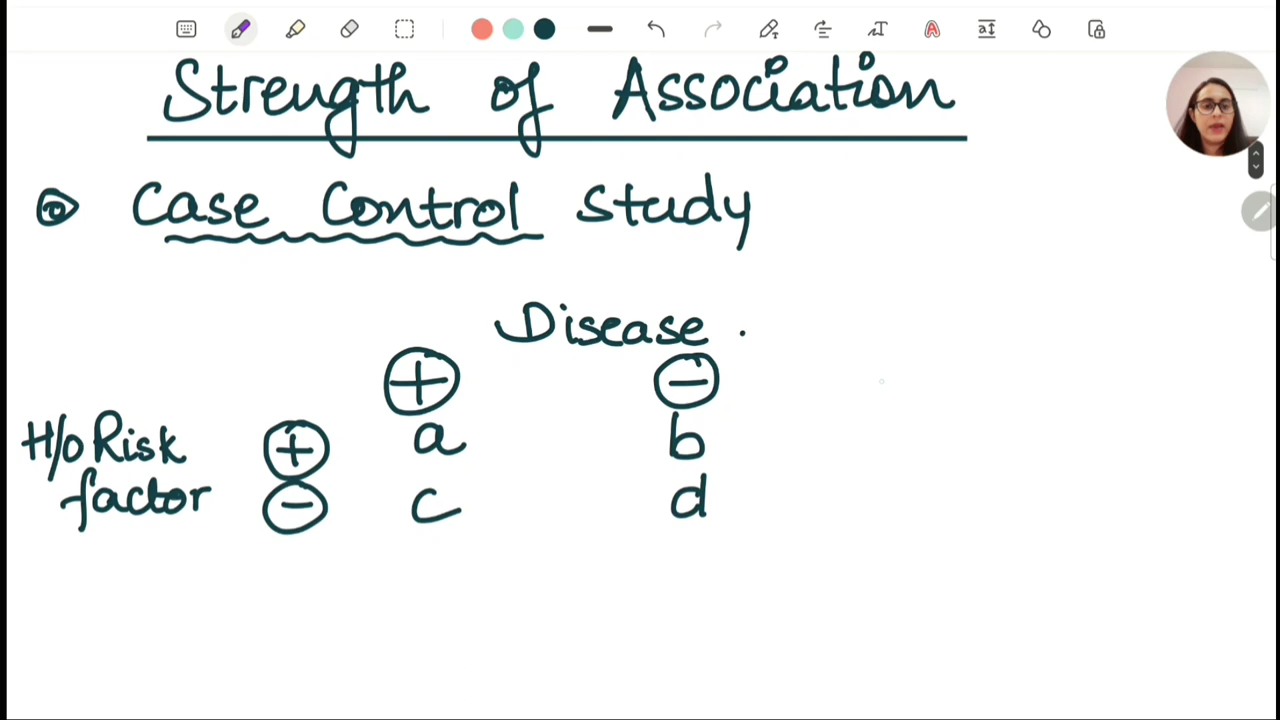 Strength of Association
Case Control Study
Disease .
+ -
H/o Risk + a b
factor - c d